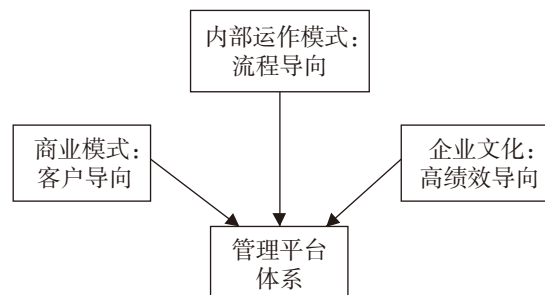 内部运作模式：
流程导向
商业模式：
客户导向
企业文化：
高绩效导向
管理平台
体系